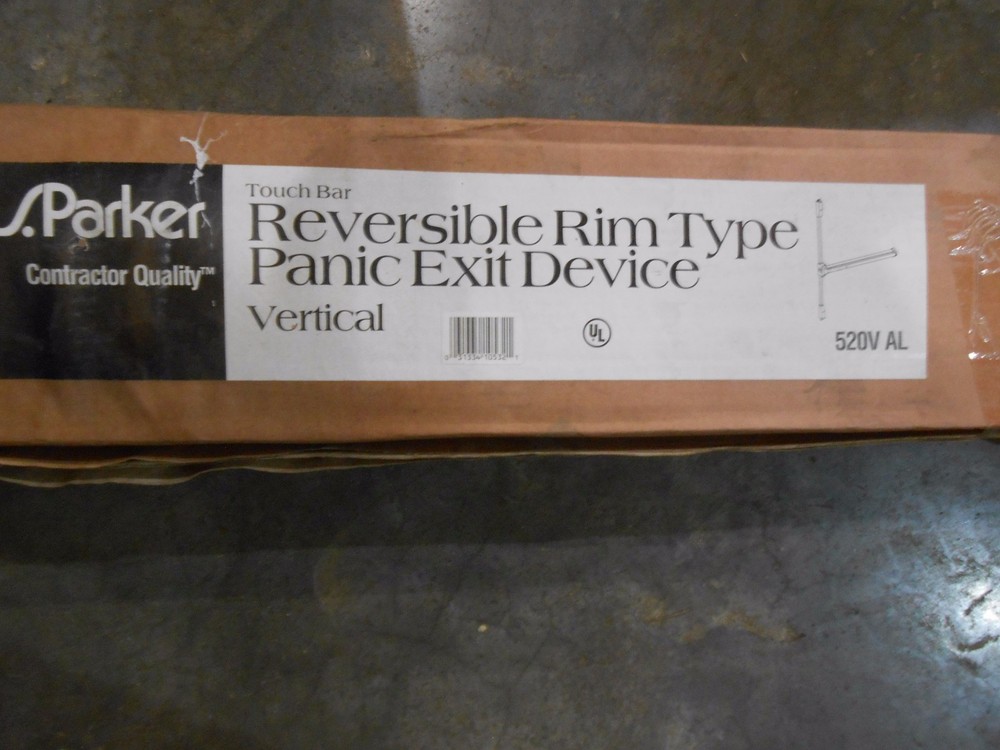 S.Parker
Contractor Quality™
Touch Bar
Reversible Rim Type
Panic Exit Device
Vertical
UL
520V AL